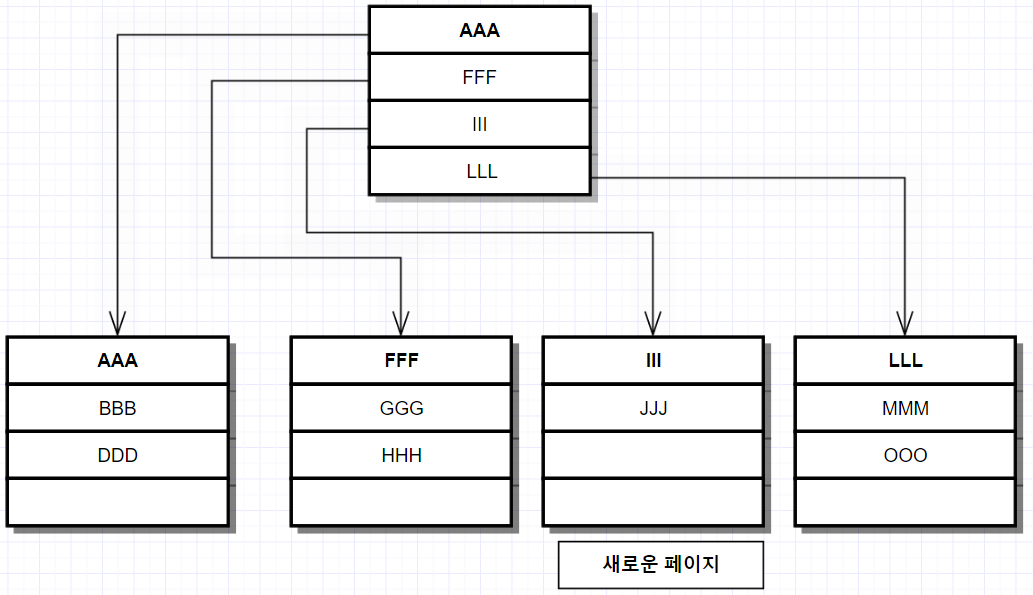 AAA
FFF
III
LLL
AAA
BBB
DDD
FFF
GGG
HHH
III
JJJ
LLL
MMM
OOO
새로운 페이지